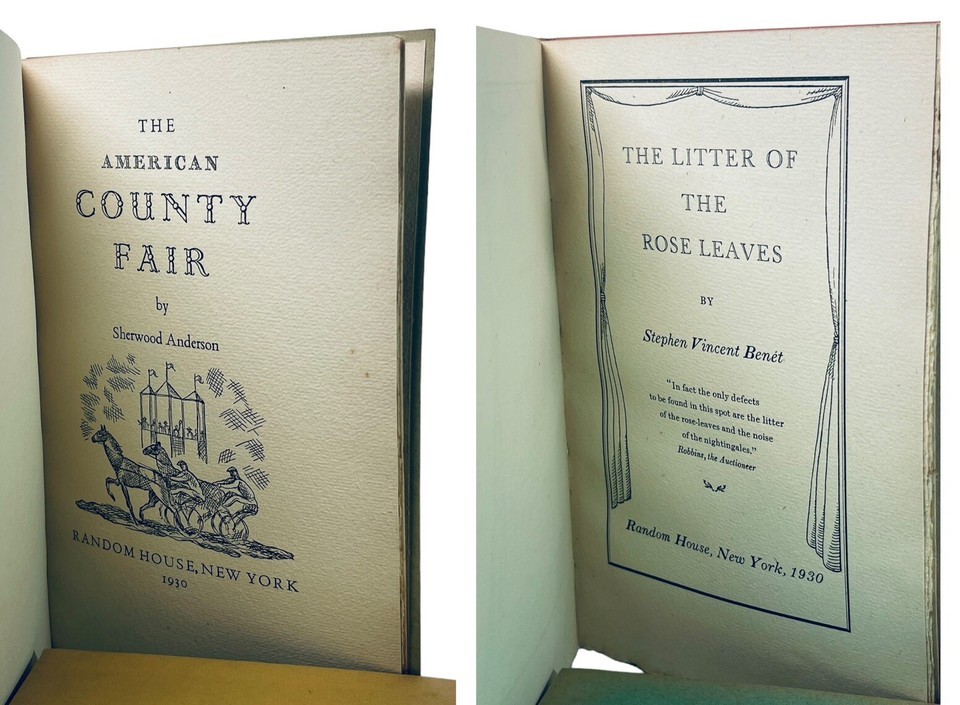 THE
AMERICAN
COUNTY
FAIR
by
Sherwood Anderson
RANDOM HOUSE, NEW YORK
1930
THE LITTER OF
THE
ROSE LEAVES
BY
Stephen Vincent Benét
“In fact the only defects
to be found in this spot are the litter
of the rose-leaves and the noise
of the nightingales.”
Robbins, the Auctioneer
Random House, New York, 1930